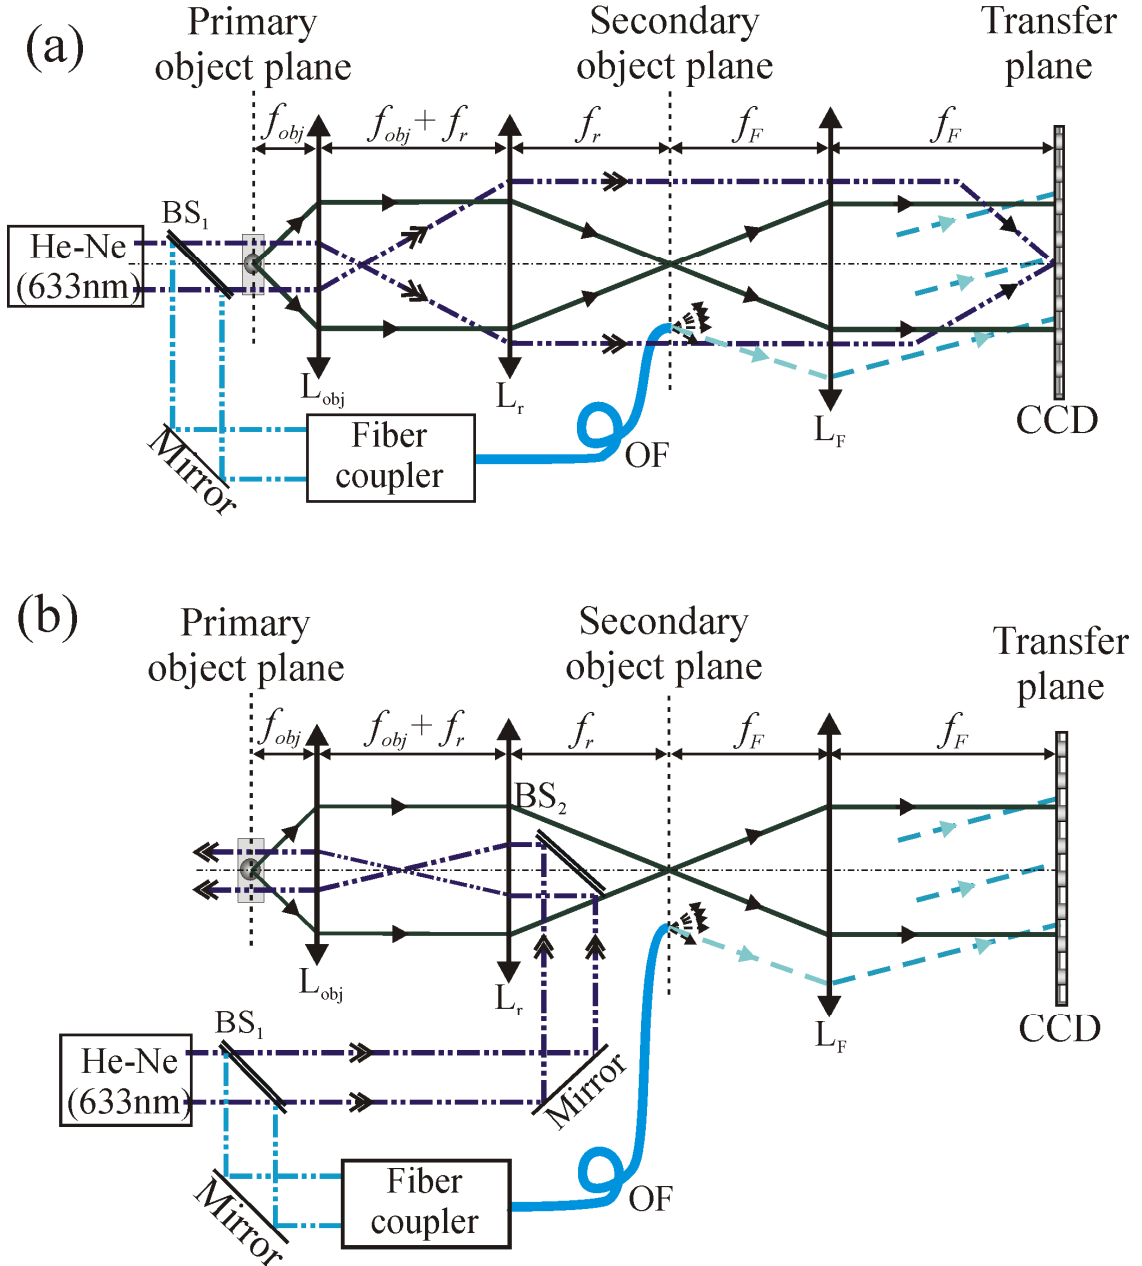 (a)
Primary
object plane
Secondary
object plane
Transfer
plane
f_obj
f_obj + f_r
f_r
f_F
f_F
BS₁
He-Ne
(633nm)
L_obj
L_r
L_F
CCD
Mirror
Fiber
coupler
OF
(b)
Primary
object plane
Secondary
object plane
Transfer
plane
f_obj
f_obj + f_r
f_r
f_F
f_F
BS₂
L_obj
L_r
L_F
CCD
BS₁
He-Ne
(633nm)
Mirror
Mirror
Fiber
coupler
OF